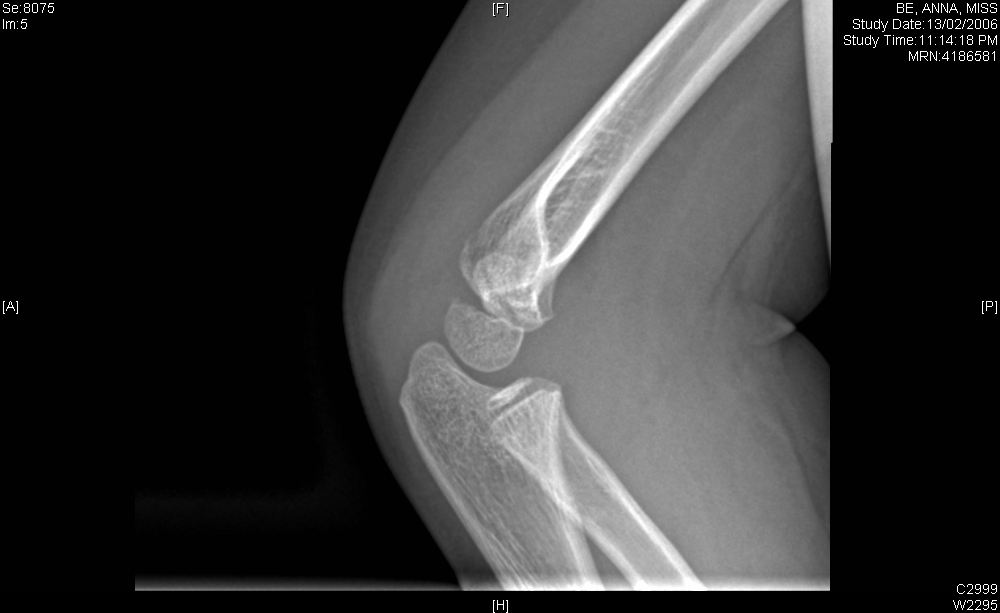 Se:8075
Im:5
[F]
BE, ANNA, MISS
Study Date:13/02/2006
Study Time:11:14:18 PM
MRN:4186581
[A]
[P]
[H]
C2999
W2295